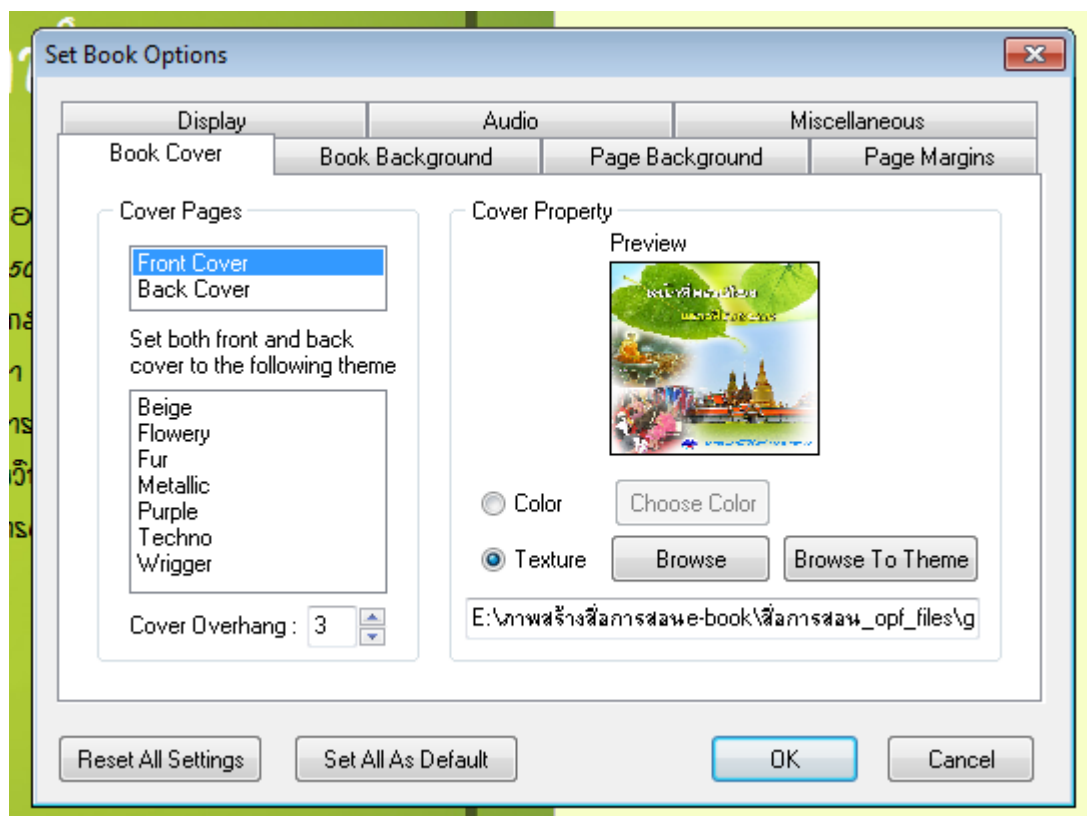 Set Book Options
Display Audio Miscellaneous
Book Cover Book Background Page Background Page Margins
Cover Pages
Front Cover
Back Cover
Set both front and back
cover to the following theme
Beige
Flowery
Fur
Metallic
Purple
Techno
Wrigger
Cover Overhang : 3
Cover Property
Preview
Color Choose Color
Texture Browse Browse To Theme
E:\ภาพสร้างสื่อการสอนe-book\สื่อการสอน_opf_files\g
Reset All Settings Set All As Default OK Cancel